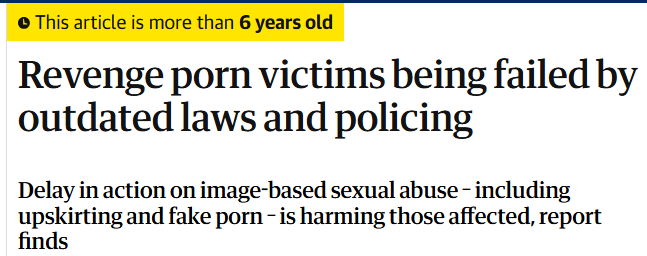 This article is more than 6 years old
Revenge porn victims being failed by
outdated laws and policing
Delay in action on image-based sexual abuse – including
upskirting and fake porn – is harming those affected, report
finds